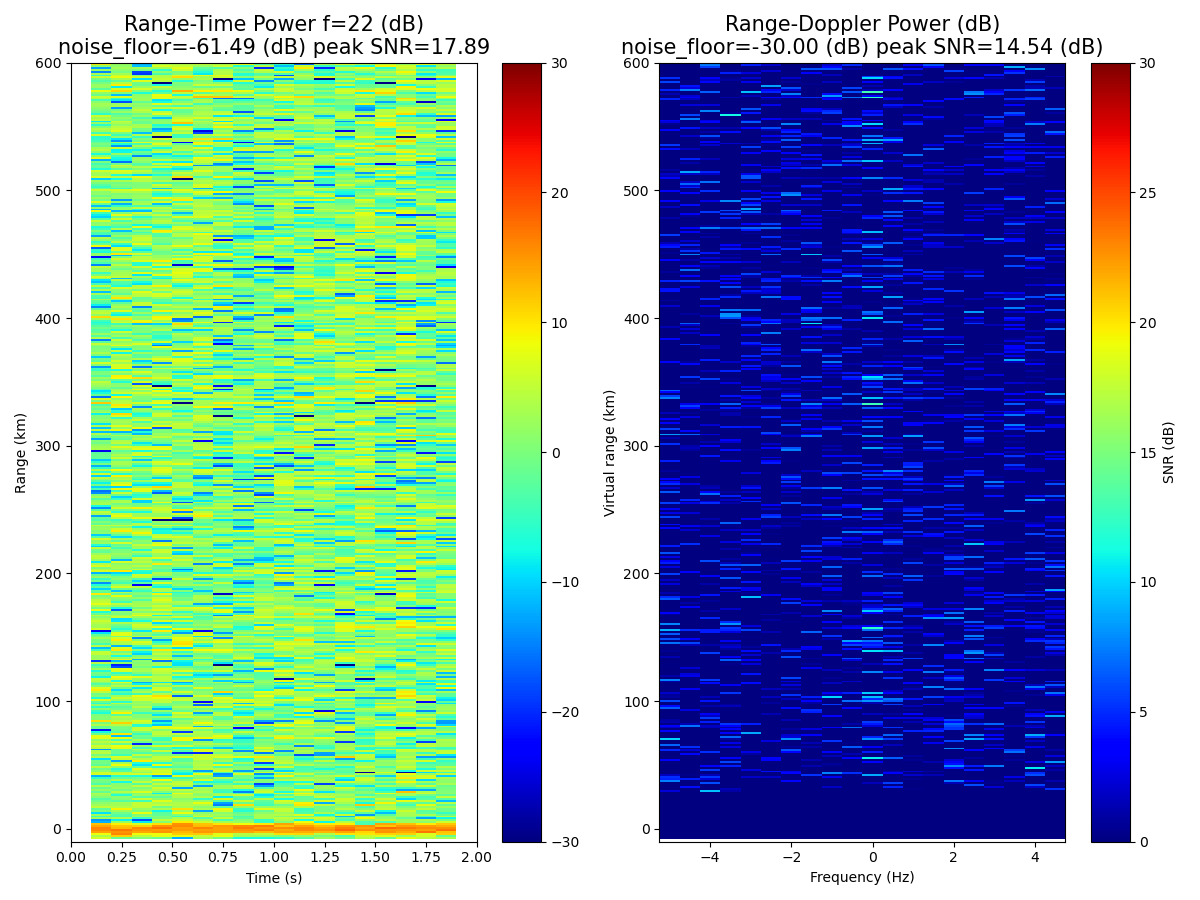 Range-Time Power f=22 (dB)
noise_floor=-61.49 (dB) peak SNR=17.89
Range-Doppler Power (dB)
noise_floor=-30.00 (dB) peak SNR=14.54 (dB)
600
500
400
300
200
100
0
Range (km)
0.00 0.25 0.50 0.75 1.00 1.25 1.50 1.75 2.00
Time (s)
30
20
10
0
−10
−20
−30
600
500
400
300
200
100
0
Virtual range (km)
−4 −2 0 2 4
Frequency (Hz)
30
25
20
15
10
5
0
SNR (dB)